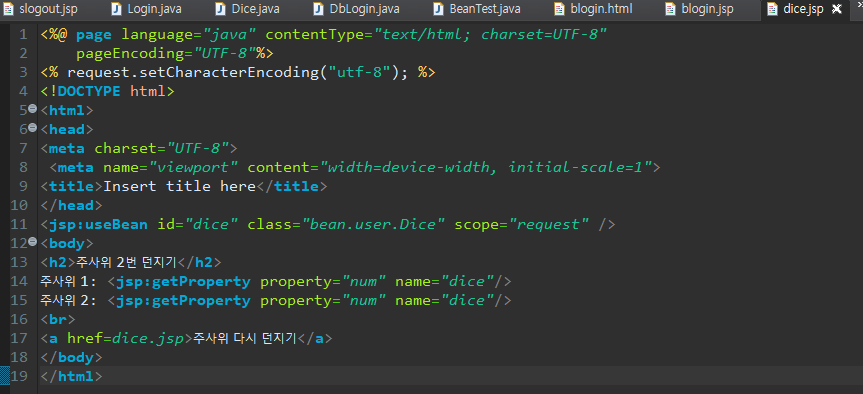 slogout.jsp Login.java Dice.java DbLogin.java BeanTest.java blogin.html blogin.jsp dice.jsp
1 <%@ page language="java" contentType="text/html; charset=UTF-8"
2 pageEncoding="UTF-8"%>
3 <% request.setCharacterEncoding("utf-8"); %>
4 <!DOCTYPE html>
5 <html>
6 <head>
7 <meta charset="UTF-8">
8 <meta name="viewport" content="width=device-width, initial-scale=1">
9 <title>Insert title here</title>
10 </head>
11 <jsp:useBean id="dice" class="bean.user.Dice" scope="request" />
12 <body>
13 <h2>주사위 2번 던지기</h2>
14 주사위 1: <jsp:getProperty property="num" name="dice"/>
15 주사위 2: <jsp:getProperty property="num" name="dice"/>
16 <br>
17 <a href=dice.jsp>주사위 다시 던지기</a>
18 </body>
19 </html>